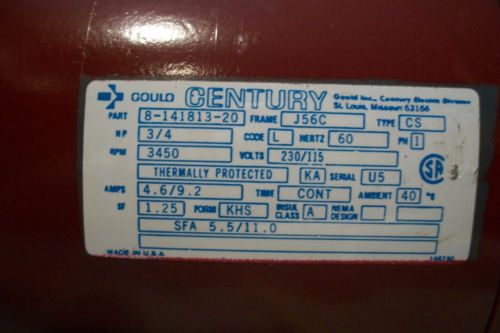 GOULD CENTURY Gould Inc., Century Electric Division
St. Louis, Missouri 63166
PART 8-141813-20 FRAME J56C TYPE CS
HP 3/4 CODE L HERTZ 60 PH 1
RPM 3450 VOLTS 230/115
THERMALLY PROTECTED KA SERIAL U5 SA
AMPS 4.6/9.2 TIME CONT AMBIENT 40 °C
SF 1.25 FORM KHS INSUL CLASS A NEMA DESIGN
SFA 5.5/11.0
MADE IN U.S.A.